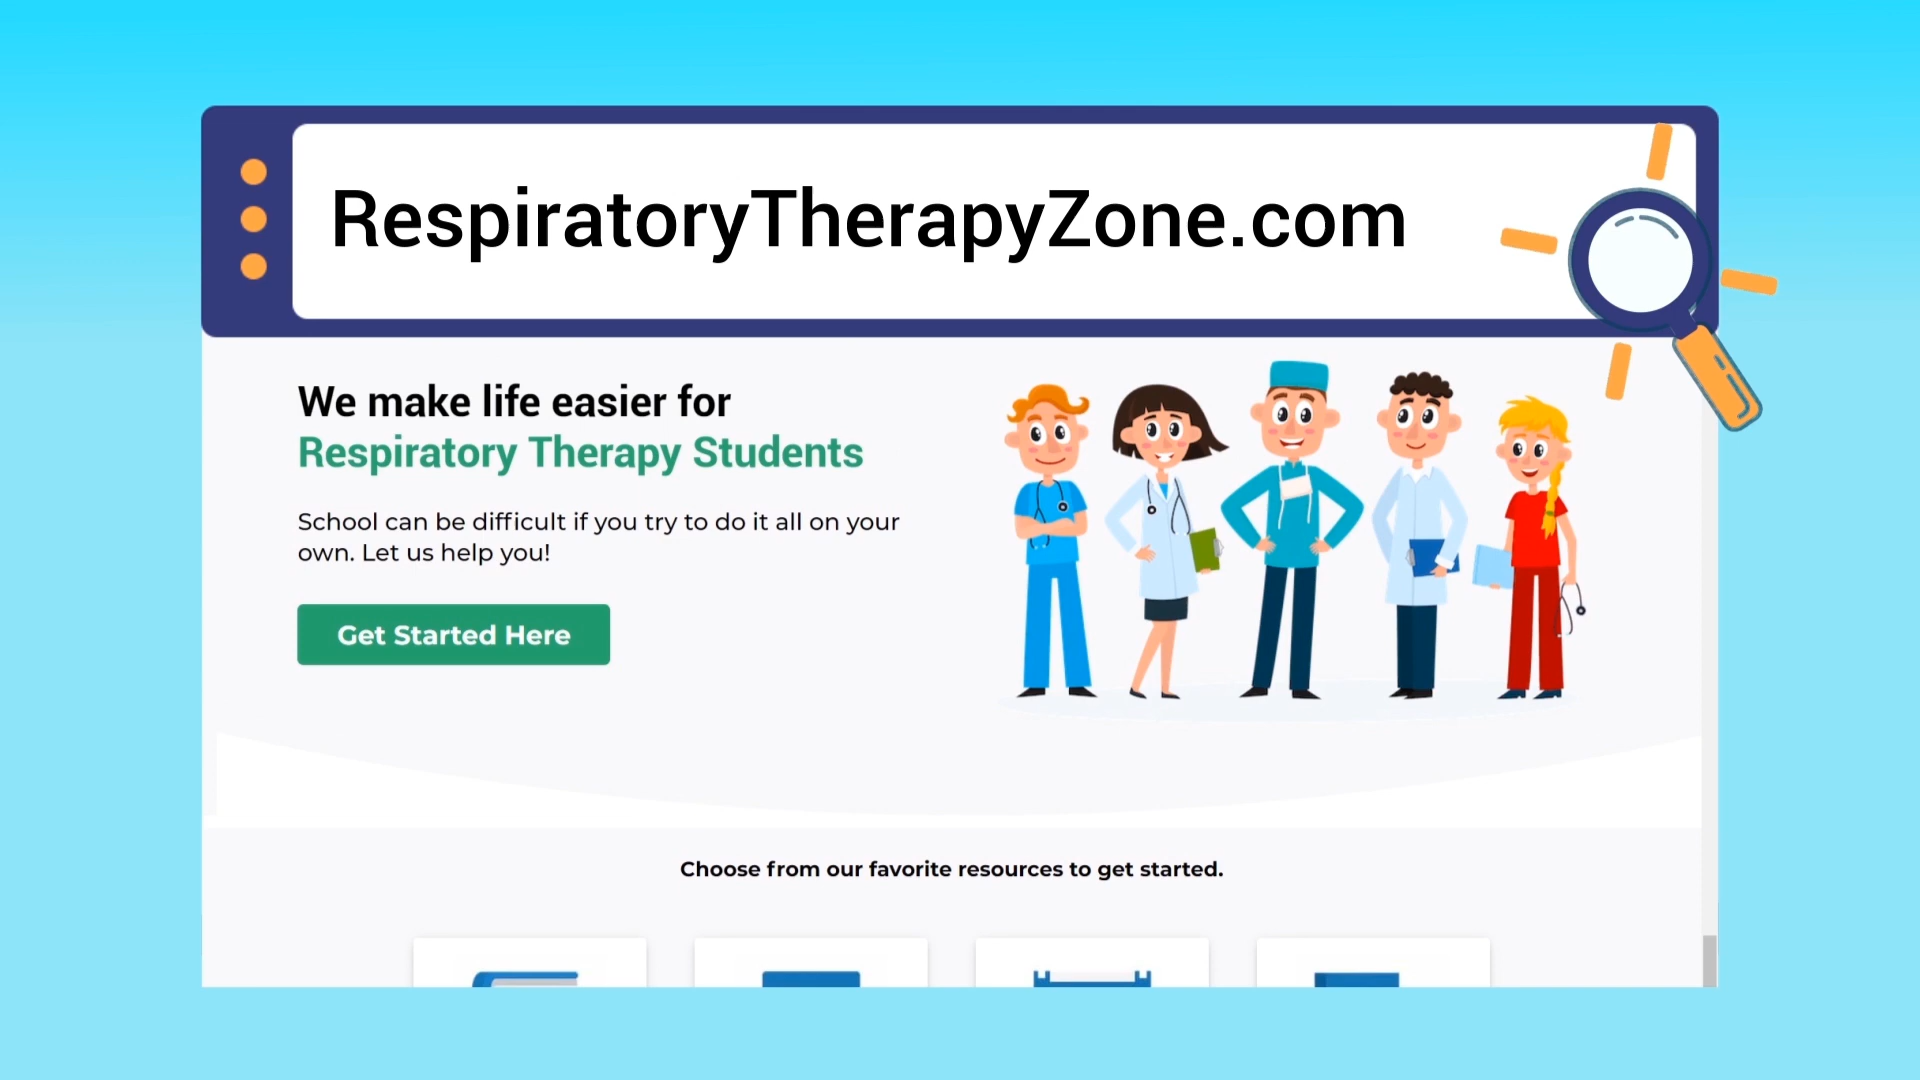 RespiratoryTherapyZone.com
We make life easier for
Respiratory Therapy Students
School can be difficult if you try to do it all on your
own. Let us help you!
Get Started Here
Choose from our favorite resources to get started.